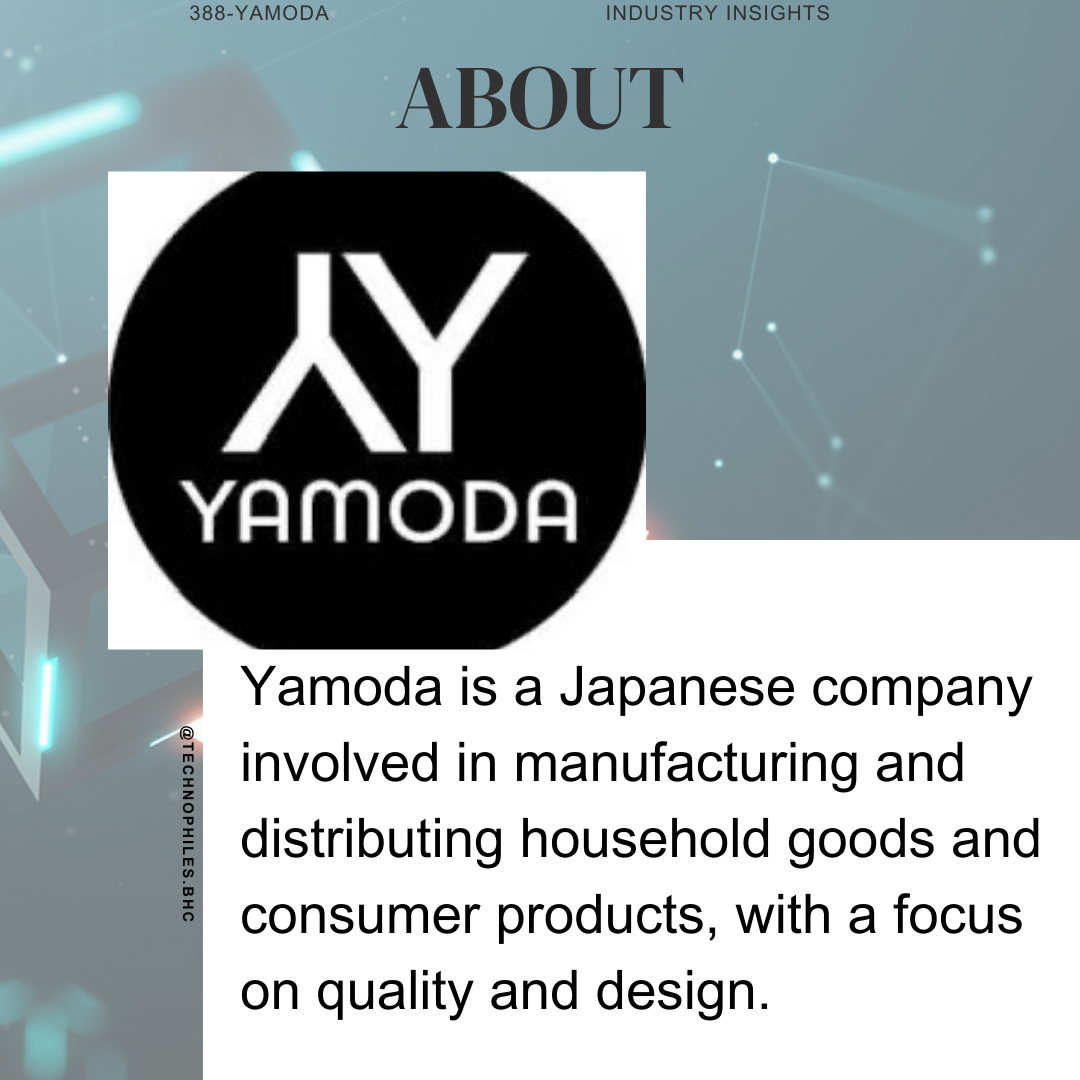 388-YAMODA
INDUSTRY INSIGHTS
ABOUT
YAMODA
Yamoda is a Japanese company
involved in manufacturing and
distributing household goods and
consumer products, with a focus
on quality and design.
@TECHNOPHILES.BHC